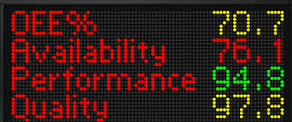 OEE% 70.7
Availability 76.1
Performance 94.8
Quality 97.8